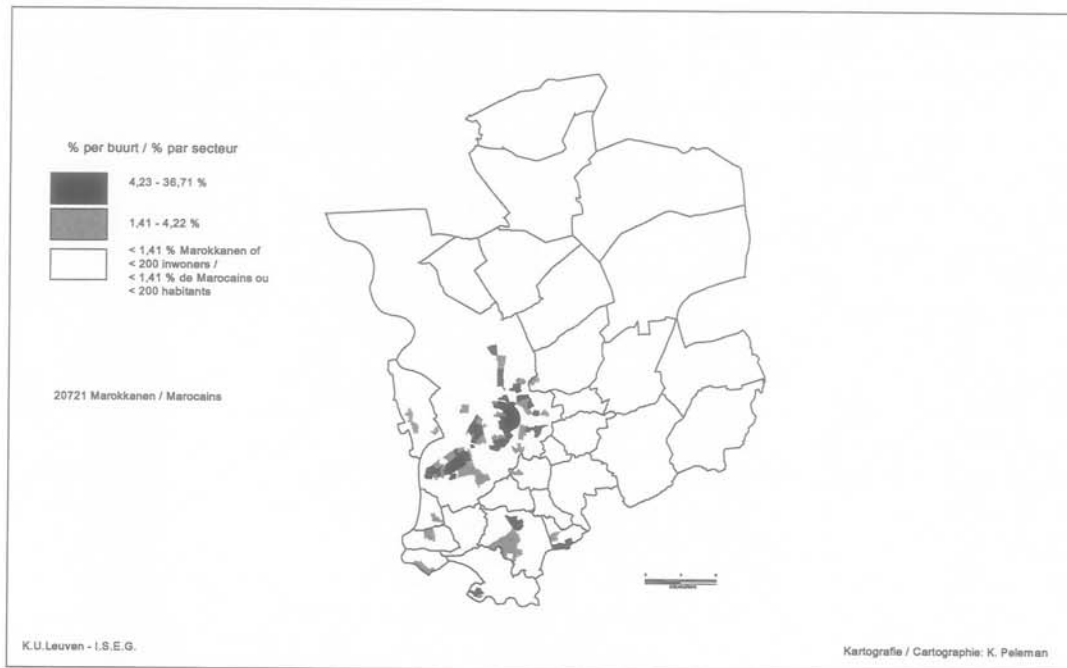 % per buurt / % par secteur
4,23 - 36,71 %
1,41 - 4,22 %
< 1,41 % Marokkanen of
< 200 inwoners /
< 1,41 % de Marocains ou
< 200 habitants
20721 Marokkanen / Marocains
kilometers
K.U.Leuven - I.S.E.G.
Kartografie / Cartographie: K. Peleman